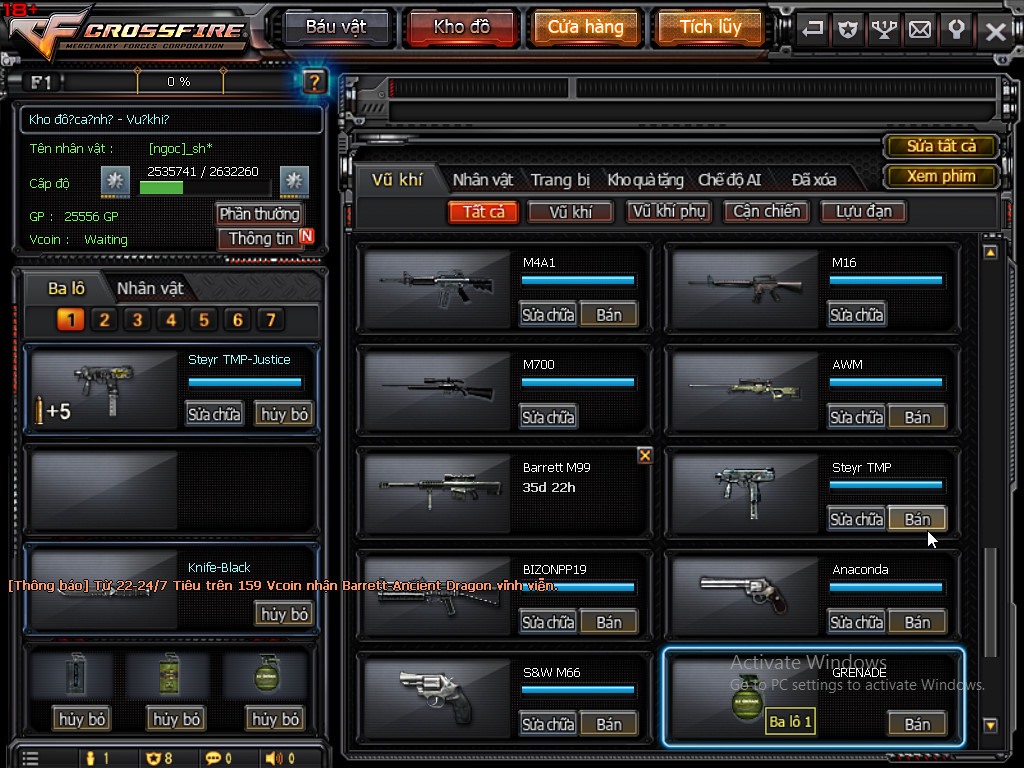 18+
CROSSFIRE
MERCENARY FORCES CORPORATION
Báu vật
Kho đồ
Cửa hàng
Tích lũy
F1
0 %
?
Kho đô?ca?nh? - Vu?khi?
Tên nhân vật : [ngoc]_sh*
Cấp độ
2535741 / 2632260
GP : 25556 GP
Phần thưởng
Vcoin : Waiting
Thông tin N
Sửa tất cả
Xem phim
Vũ khí
Nhân vật
Trang bị
Kho quà tặng
Chế độ AI
Đã xóa
Tất cả
Vũ khí
Vũ khí phụ
Cận chiến
Lựu đạn
Ba lô
Nhân vật
1 2 3 4 5 6 7
Steyr TMP-Justice
+5
Sửa chữa
hủy bỏ
Knife-Black
hủy bỏ
[Thông báo] Từ 22-24/7 Tiêu trên 159 Vcoin nhận Barrett-Ancient-Dragon vĩnh viễn.
hủy bỏ
hủy bỏ
hủy bỏ
1
8
0
0
M4A1
Sửa chữa
Bán
M16
Sửa chữa
M700
Sửa chữa
AWM
Sửa chữa
Bán
Barrett M99
35d 22h
Steyr TMP
Sửa chữa
Bán
BIZONPP19
Sửa chữa
Bán
Anaconda
Sửa chữa
Bán
S&W M66
Sửa chữa
Bán
GRENADE
Ba lô 1
Bán
Activate Windows
Go to PC settings to activate Windows.